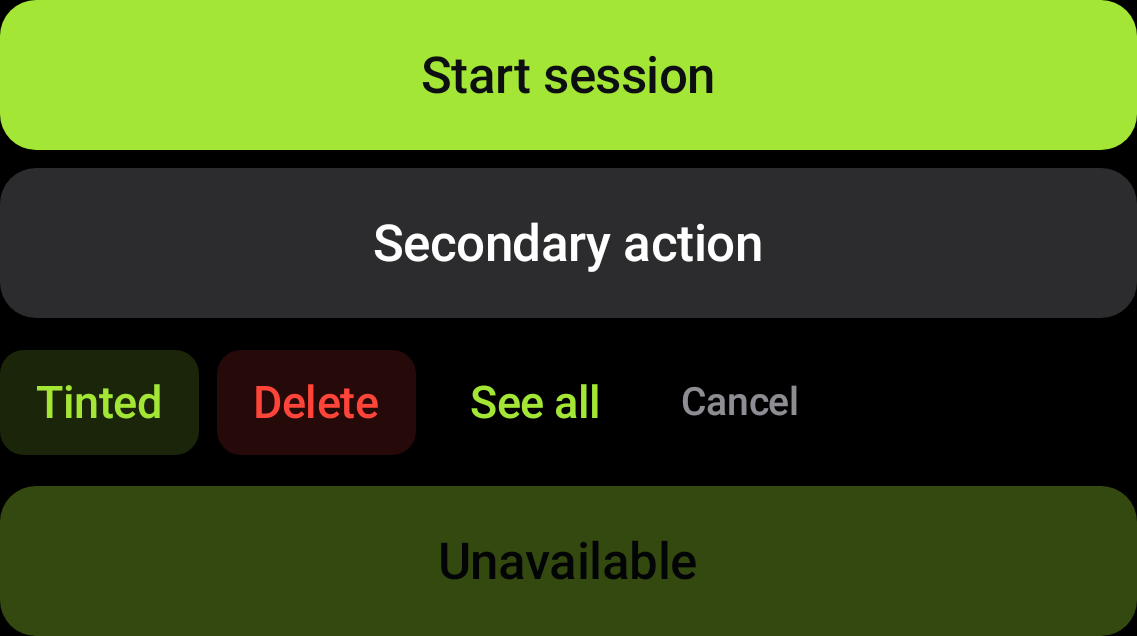 Start session
Secondary action
Tinted Delete See all Cancel
Unavailable